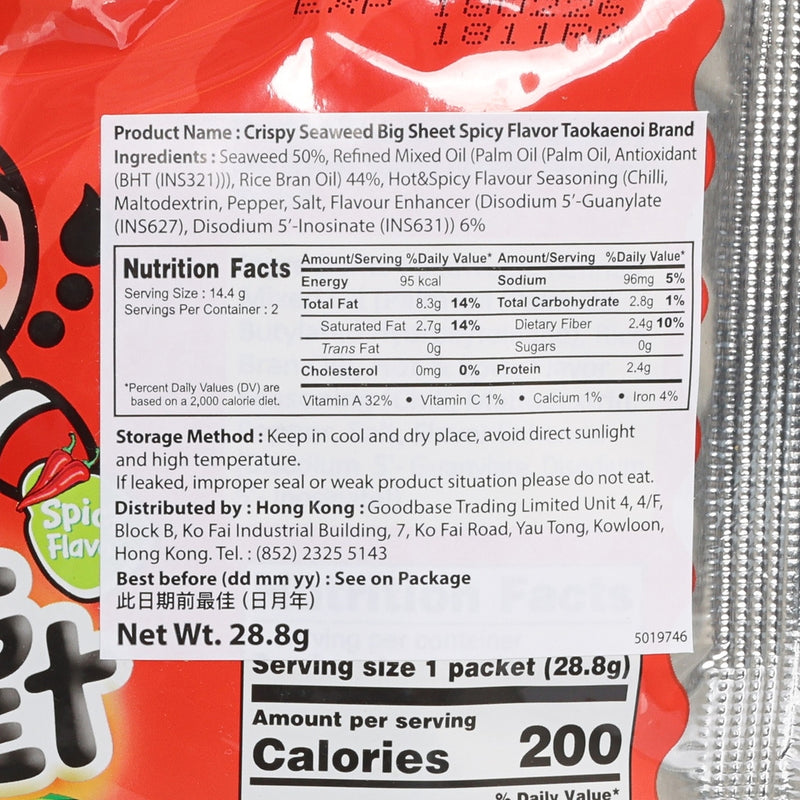 EXP 180226
Product Name : Crispy Seaweed Big Sheet Spicy Flavor Taokaenoi Brand
Ingredients : Seaweed 50%, Refined Mixed Oil (Palm Oil (Palm Oil, Antioxidant
(BHT (INS321))), Rice Bran Oil) 44%, Hot&Spicy Flavour Seasoning (Chilli,
Maltodextrin, Pepper, Salt, Flavour Enhancer (Disodium 5’-Guanylate
(INS627), Disodium 5’-Inosinate (INS631)) 6%
Nutrition Facts
Serving Size : 14.4 g
Servings Per Container : 2
*Percent Daily Values (DV) are
based on a 2,000 calorie diet.
Amount/Serving %Daily Value* Amount/Serving %Daily Value*
Energy 95 kcal Sodium 96mg 5%
Total Fat 8.3g 14% Total Carbohydrate 2.8g 1%
Saturated Fat 2.7g 14% Dietary Fiber 2.4g 10%
Trans Fat 0g Sugars 0g
Cholesterol 0mg 0% Protein 2.4g
Vitamin A 32% • Vitamin C 1% • Calcium 1% • Iron 4%
Storage Method : Keep in cool and dry place, avoid direct sunlight
and high temperature.
If leaked, improper seal or weak product situation please do not eat.
Distributed by : Hong Kong : Goodbase Trading Limited Unit 4, 4/F,
Block B, Ko Fai Industrial Building, 7, Ko Fai Road, Yau Tong, Kowloon,
Hong Kong. Tel. : (852) 2325 5143
Best before (dd mm yy) : See on Package
此日期前最佳 (日月年)
Net Wt. 28.8g
5019746
Serving size 1 packet (28.8g)
Amount per serving
Calories 200
% Daily Value*